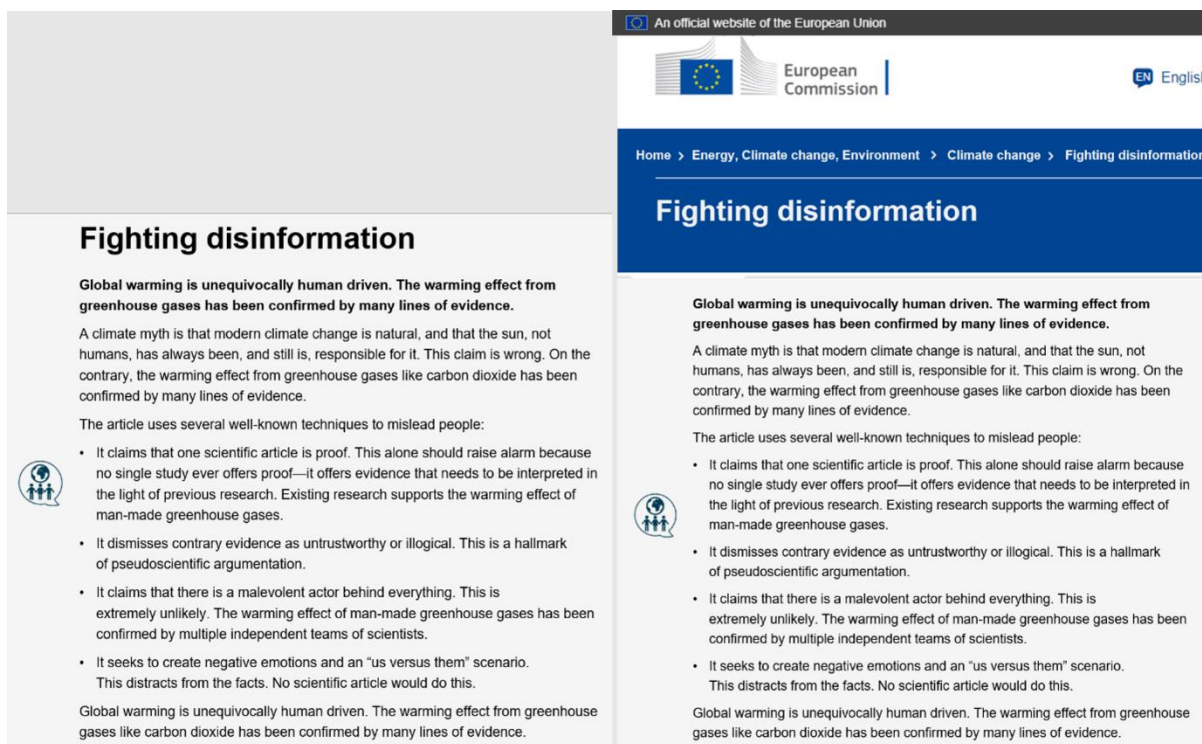 Fighting disinformation
Global warming is unequivocally human driven. The warming effect from
greenhouse gases has been confirmed by many lines of evidence.
A climate myth is that modern climate change is natural, and that the sun, not
humans, has always been, and still is, responsible for it. This claim is wrong. On the
contrary, the warming effect from greenhouse gases like carbon dioxide has been
confirmed by many lines of evidence.
The article uses several well-known techniques to mislead people:
• It claims that one scientific article is proof. This alone should raise alarm because
no single study ever offers proof—it offers evidence that needs to be interpreted in
the light of previous research. Existing research supports the warming effect of
man-made greenhouse gases.
• It dismisses contrary evidence as untrustworthy or illogical. This is a hallmark
of pseudoscientific argumentation.
• It claims that there is a malevolent actor behind everything. This is
extremely unlikely. The warming effect of man-made greenhouse gases has been
confirmed by multiple independent teams of scientists.
• It seeks to create negative emotions and an “us versus them” scenario.
This distracts from the facts. No scientific article would do this.
Global warming is unequivocally human driven. The warming effect from greenhouse
gases like carbon dioxide has been confirmed by many lines of evidence.
An official website of the European Union
European
Commission
EN English
Home > Energy, Climate change, Environment > Climate change > Fighting disinformation
Fighting disinformation
Global warming is unequivocally human driven. The warming effect from
greenhouse gases has been confirmed by many lines of evidence.
A climate myth is that modern climate change is natural, and that the sun, not
humans, has always been, and still is, responsible for it. This claim is wrong. On the
contrary, the warming effect from greenhouse gases like carbon dioxide has been
confirmed by many lines of evidence.
The article uses several well-known techniques to mislead people:
• It claims that one scientific article is proof. This alone should raise alarm because
no single study ever offers proof—it offers evidence that needs to be interpreted in
the light of previous research. Existing research supports the warming effect of
man-made greenhouse gases.
• It dismisses contrary evidence as untrustworthy or illogical. This is a hallmark
of pseudoscientific argumentation.
• It claims that there is a malevolent actor behind everything. This is
extremely unlikely. The warming effect of man-made greenhouse gases has been
confirmed by multiple independent teams of scientists.
• It seeks to create negative emotions and an “us versus them” scenario.
This distracts from the facts. No scientific article would do this.
Global warming is unequivocally human driven. The warming effect from greenhouse
gases like carbon dioxide has been confirmed by many lines of evidence.